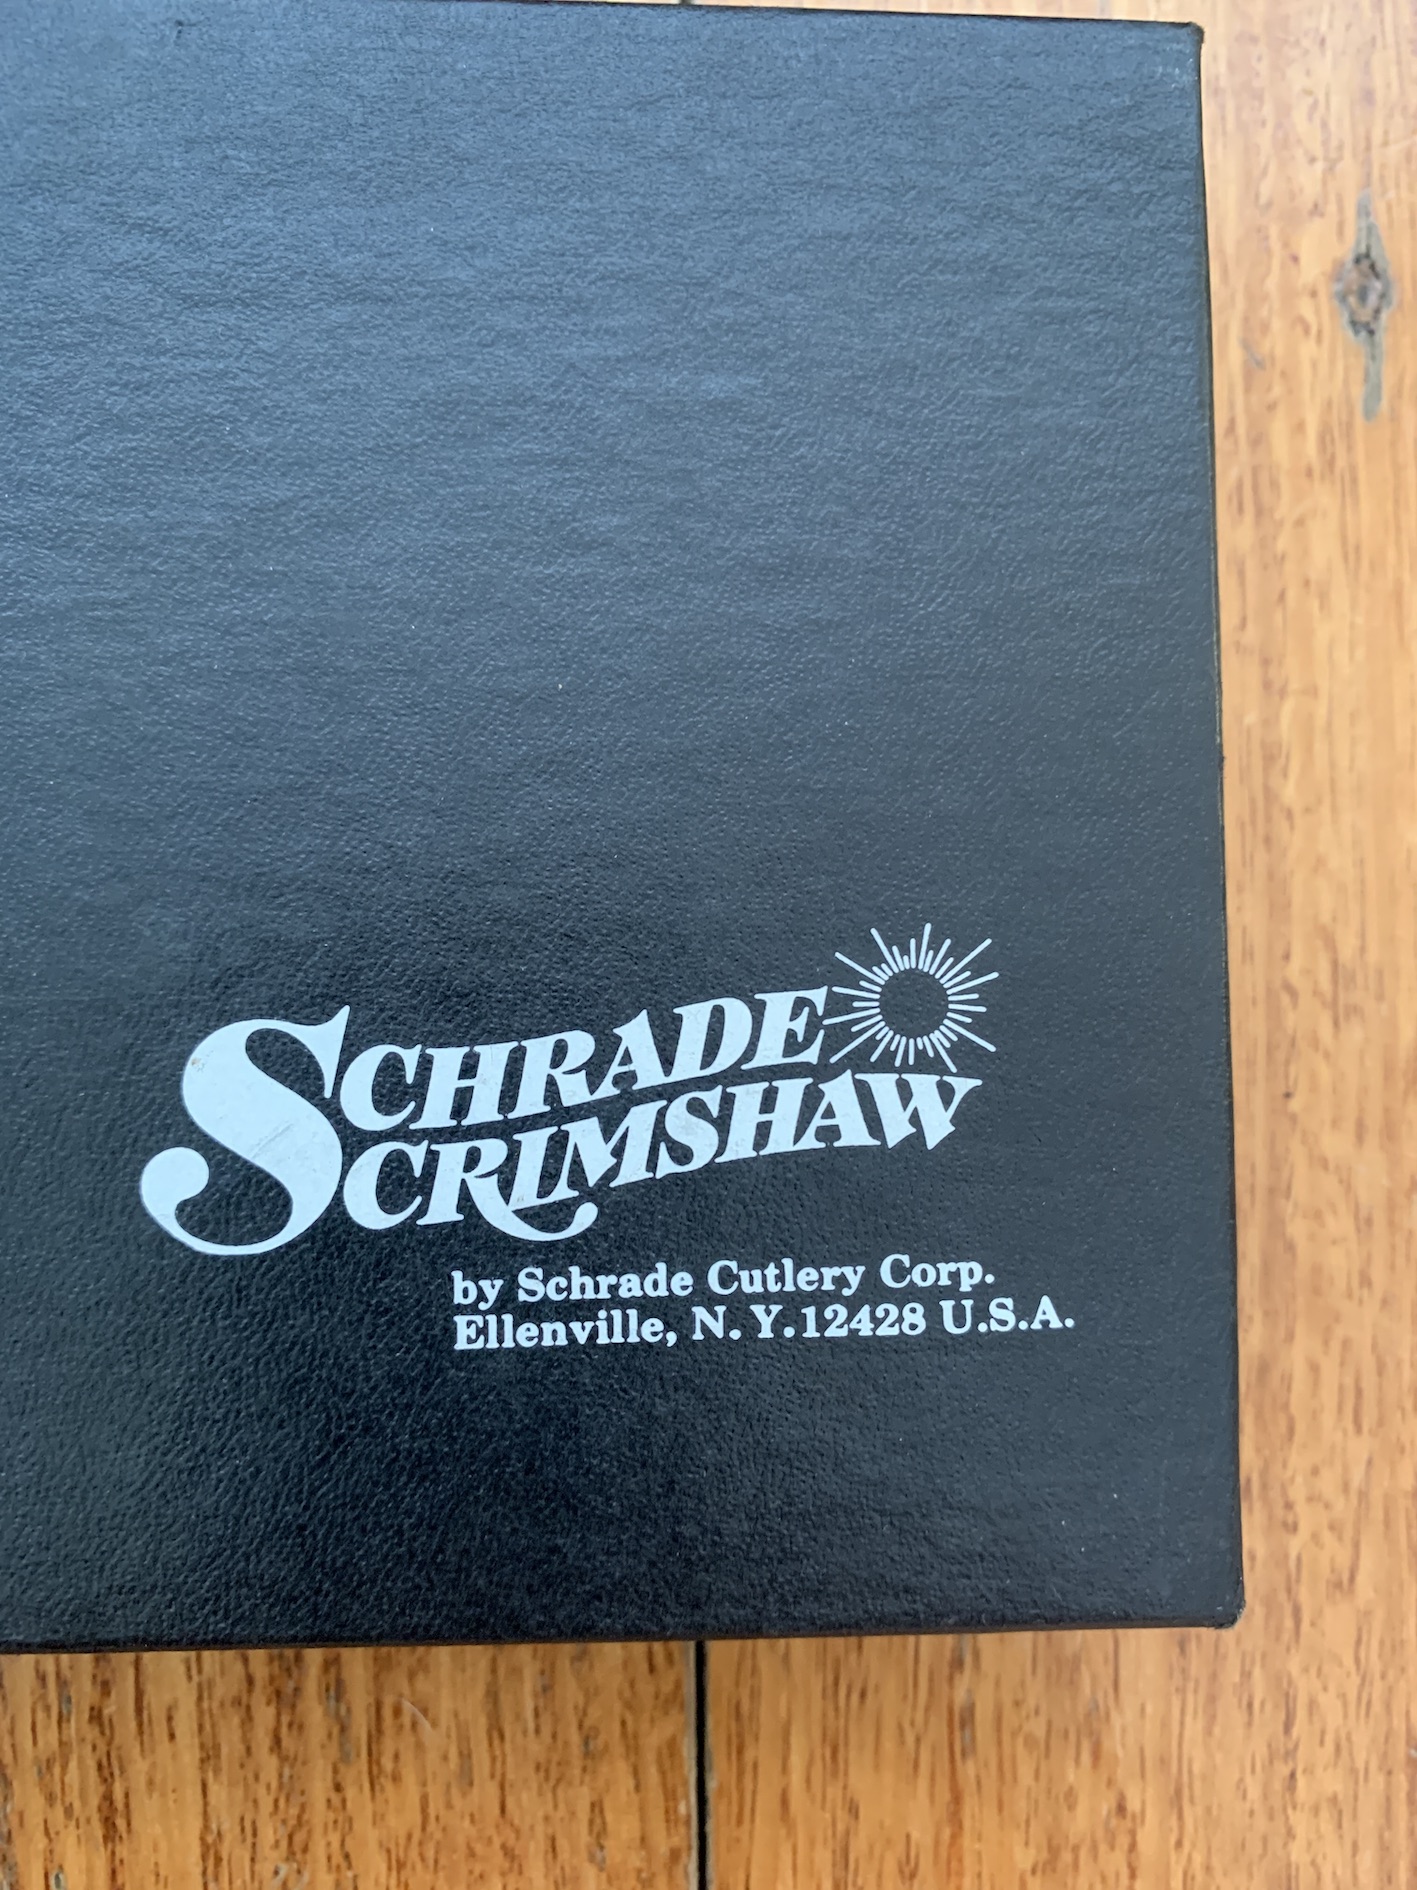 SCHRADE
SCRIMSHAW
by Schrade Cutlery Corp.
Ellenville, N. Y. 12428 U.S.A.